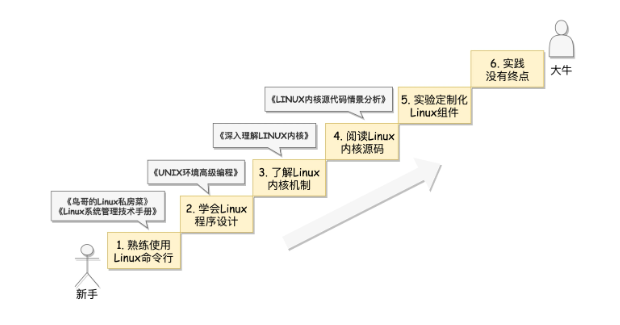 大牛
6. 实践
没有终点
5. 实验定制化
Linux组件
《LINUX内核源代码情景分析》
4. 阅读Linux
内核源码
《深入理解LINUX内核》
3. 了解Linux
内核机制
《UNIX环境高级编程》
2. 学会Linux
程序设计
《鸟哥的Linux私房菜》
《Linux系统管理技术手册》
1. 熟练使用
Linux命令行
新手